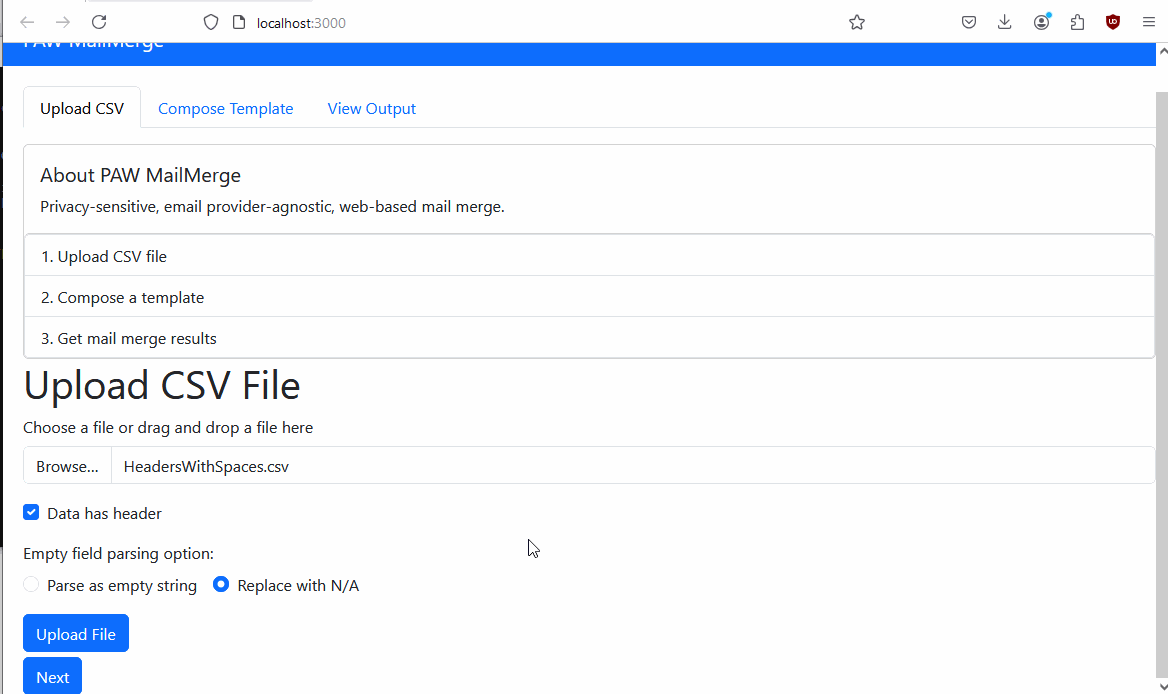 localhost:3000
PAW MailMerge
Upload CSV Compose Template View Output
About PAW MailMerge
Privacy-sensitive, email provider-agnostic, web-based mail merge.
1. Upload CSV file
2. Compose a template
3. Get mail merge results
Upload CSV File
Choose a file or drag and drop a file here
Browse... HeadersWithSpaces.csv
Data has header
Empty field parsing option:
Parse as empty string Replace with N/A
Upload File
Next